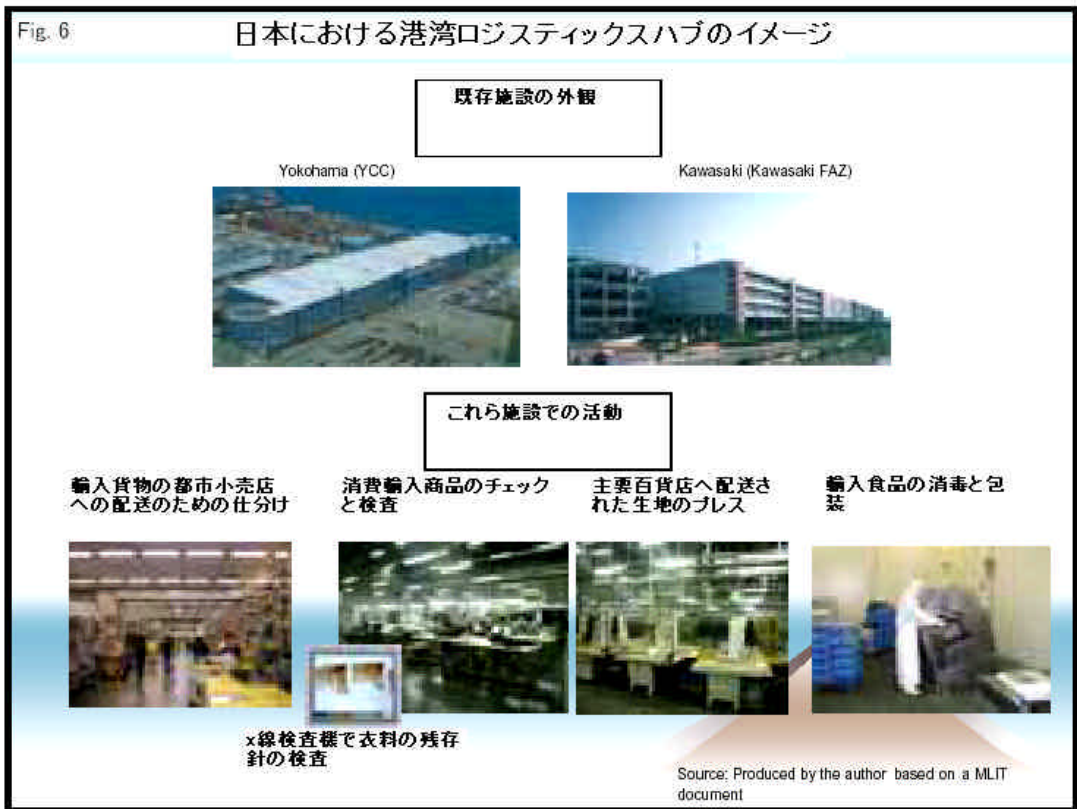 Fig. 6
日本における港湾ロジスティックスハブのイメージ
既存施設の外観
Yokohama (YCC)
Kawasaki (Kawasaki FAZ)
これら施設での活動
輸入貨物の都市小売店
への配送のための仕分け
消費輸入商品のチェック
と検査
主要百貨店へ配送さ
れた生地のプレス
輸入食品の消毒と包
装
x線検査機で衣料の残存
針の検査
Source: Produced by the author based on a MLIT
document